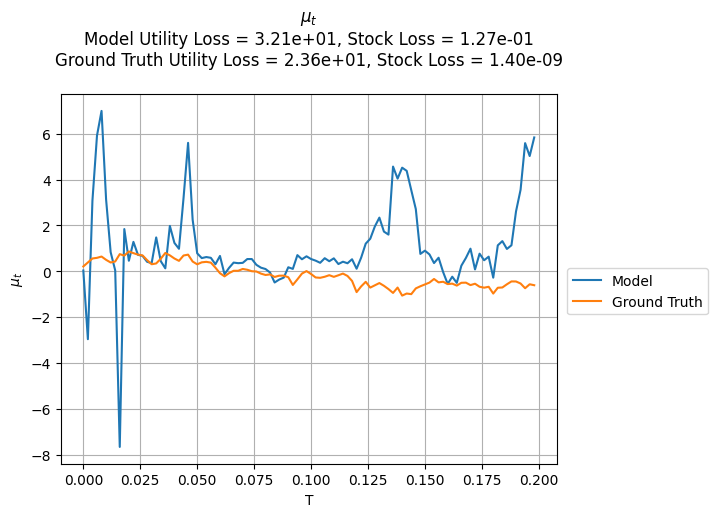 μₜ
Model Utility Loss = 3.21e+01, Stock Loss = 1.27e-01
Ground Truth Utility Loss = 2.36e+01, Stock Loss = 1.40e-09
6
4
2
0
−2
−4
−6
−8
μₜ
0.000
0.025
0.050
0.075
0.100
0.125
0.150
0.175
0.200
T
Model
Ground Truth